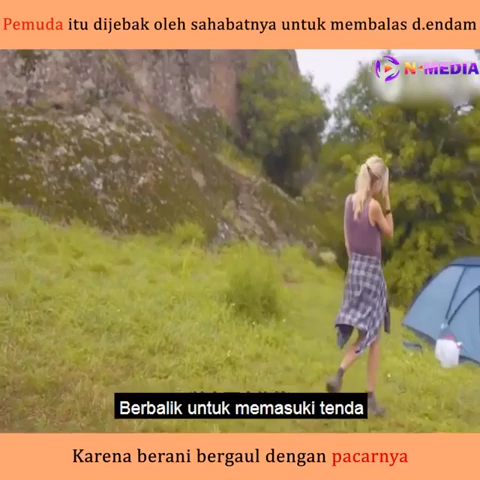 Pemuda itu dijebak oleh sahabatnya untuk membalas d.endam
N-MEDIA
Berbalik untuk memasuki tenda
Karena berani bergaul dengan pacarnya